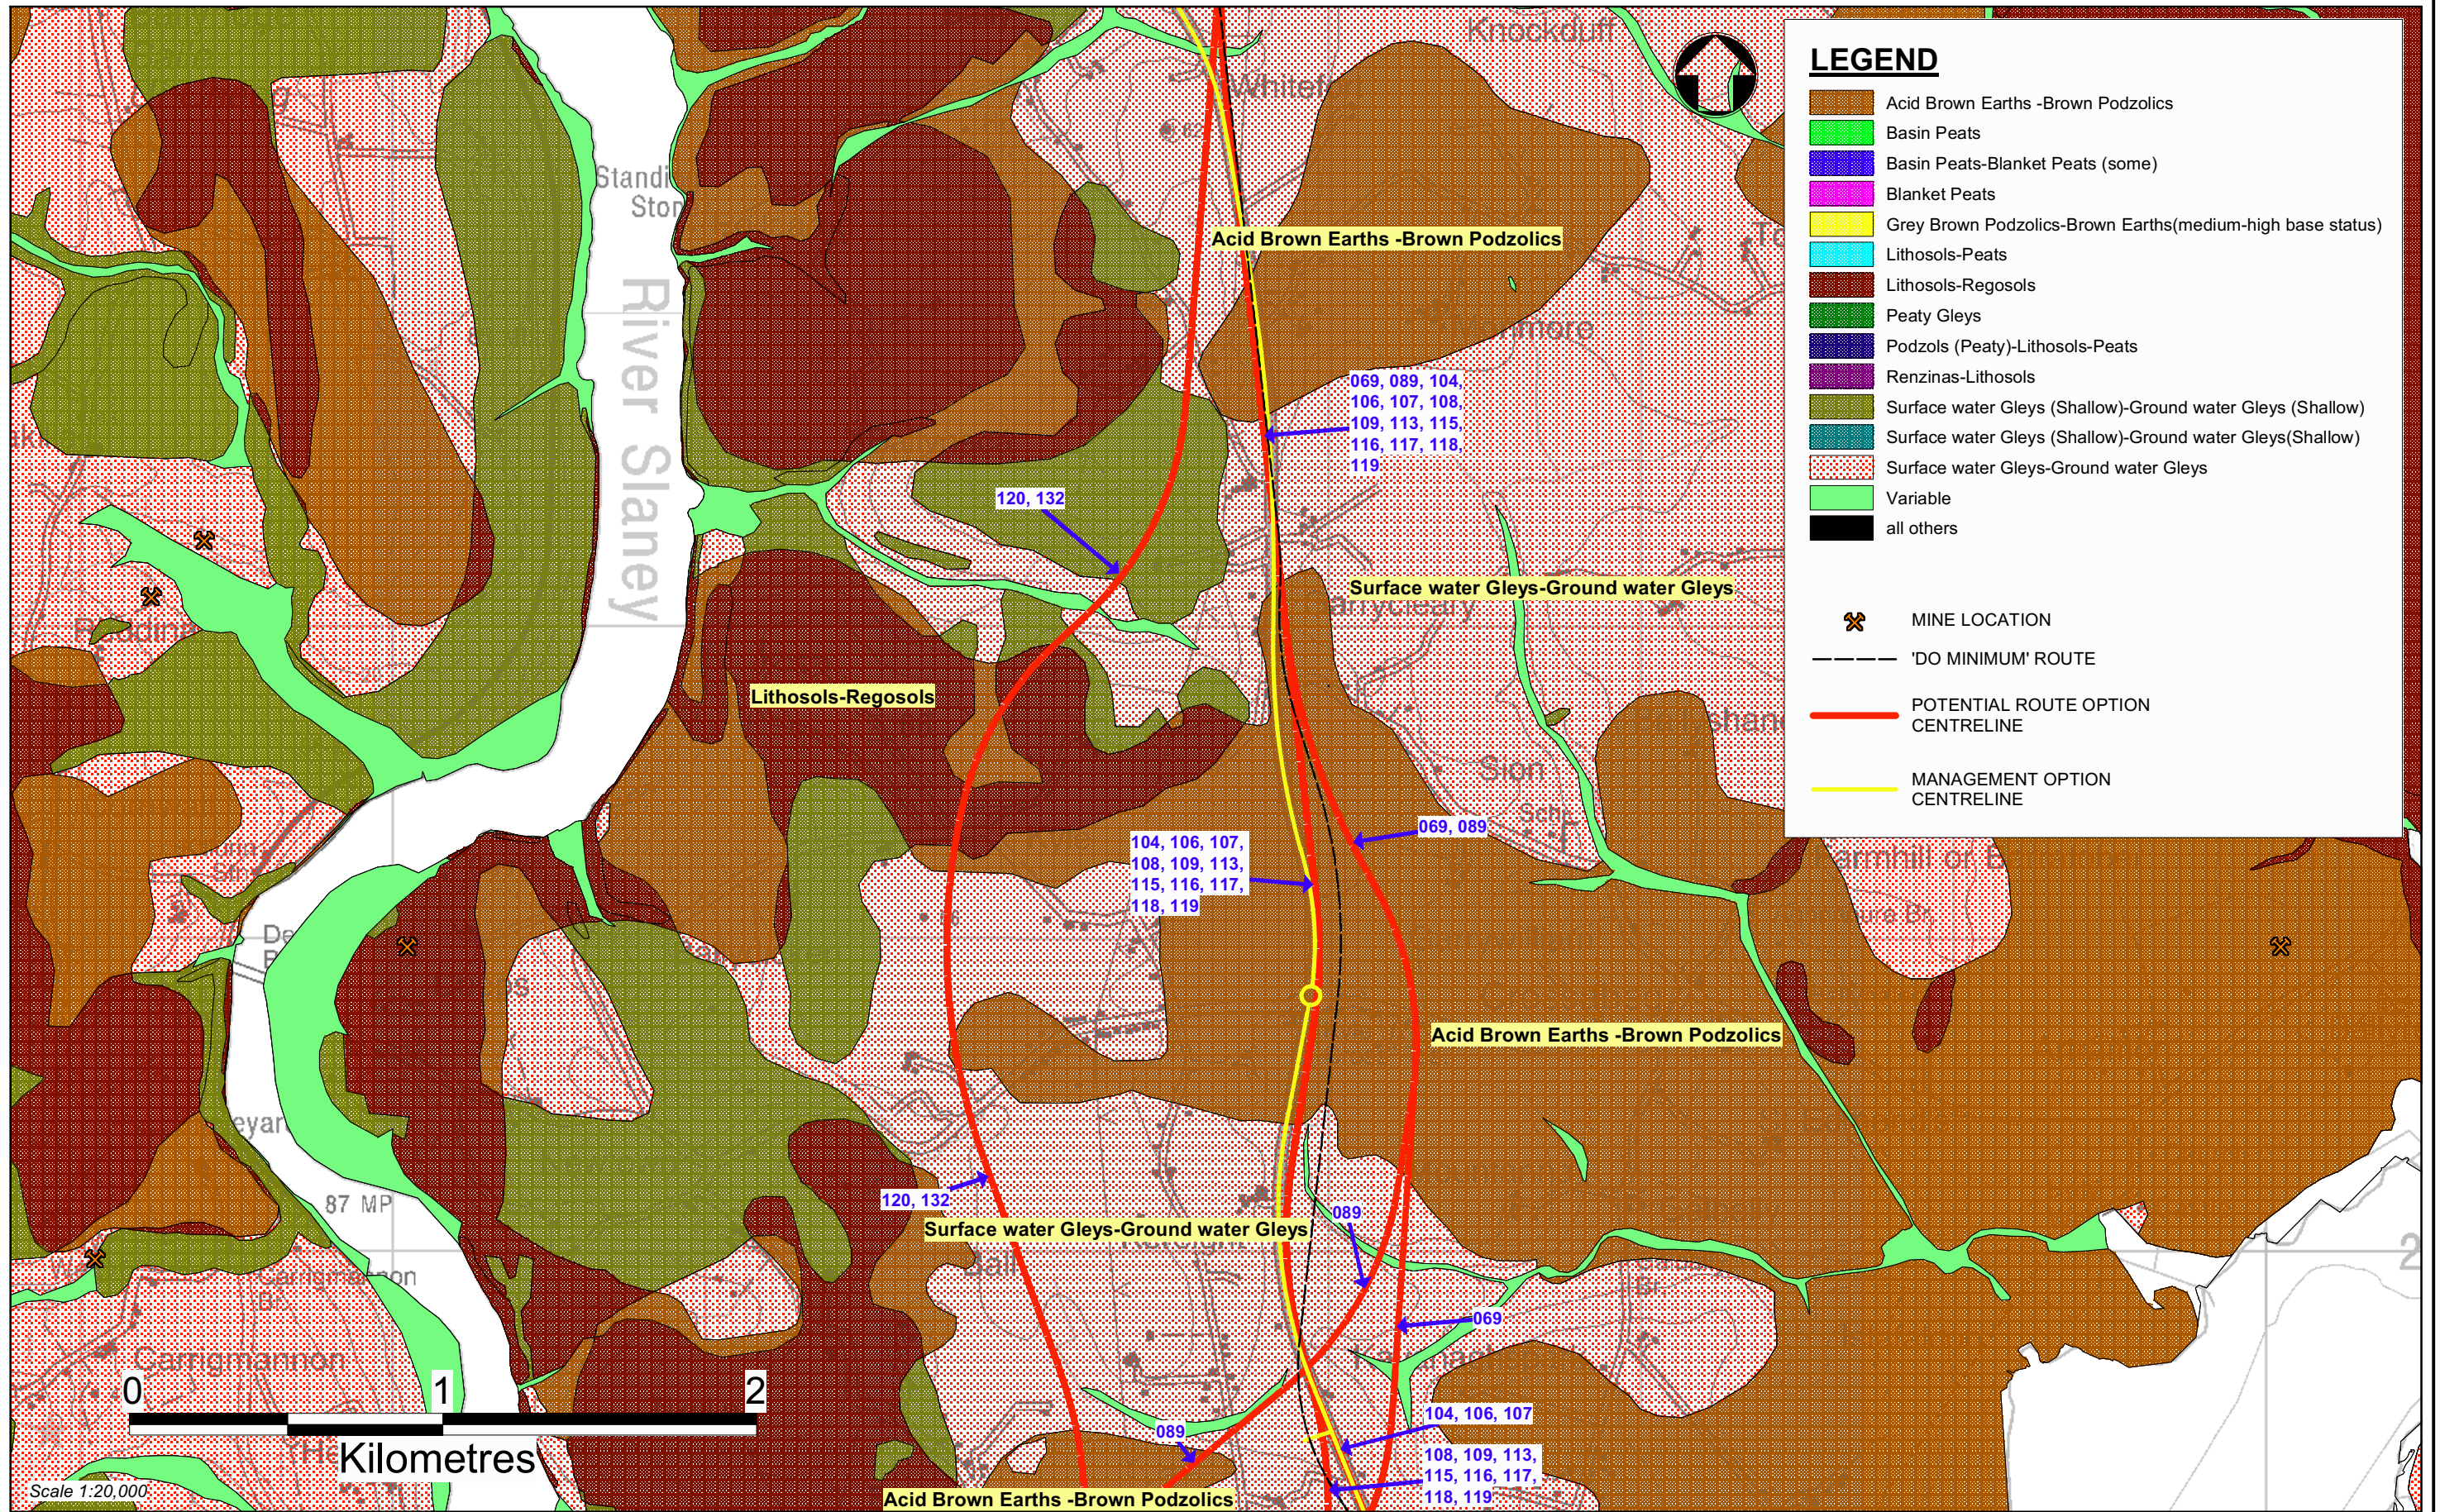 LEGEND
Acid Brown Earths -Brown Podzolics
Basin Peats
Basin Peats-Blanket Peats (some)
Blanket Peats
Grey Brown Podzolics-Brown Earths(medium-high base status)
Lithosols-Peats
Lithosols-Regosols
Peaty Gleys
Podzols (Peaty)-Lithosols-Peats
Renzinas-Lithosols
Surface water Gleys (Shallow)-Ground water Gleys (Shallow)
Surface water Gleys (Shallow)-Ground water Gleys(Shallow)
Surface water Gleys-Ground water Gleys
Variable
all others
MINE LOCATION
'DO MINIMUM' ROUTE
POTENTIAL ROUTE OPTION
CENTRELINE
MANAGEMENT OPTION
CENTRELINE
Knockduff
Standi
Ston
River Slaney
Acid Brown Earths -Brown Podzolics
069, 089, 104,
106, 107, 108,
109, 113, 115,
116, 117, 118,
119
120, 132
Surface water Gleys-Ground water Gleys
Lithosols-Regosols
Sion
069, 089
104, 106, 107,
108, 109, 113,
115, 116, 117,
118, 119
Acid Brown Earths -Brown Podzolics
87 MP
120, 132
Surface water Gleys-Ground water Gleys
089
069
Carrigmannon
Br
Carrigmannon
104, 106, 107
089
108, 109, 113,
115, 116, 117,
118, 119
Acid Brown Earths -Brown Podzolics
0 1 2
Kilometres
Scale 1:20,000
2